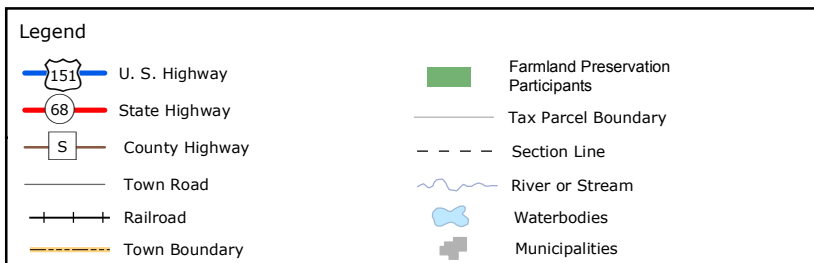 Legend
151 U. S. Highway
68 State Highway
S County Highway
Town Road
Railroad
Town Boundary
Farmland Preservation
Participants
Tax Parcel Boundary
Section Line
River or Stream
Waterbodies
Municipalities